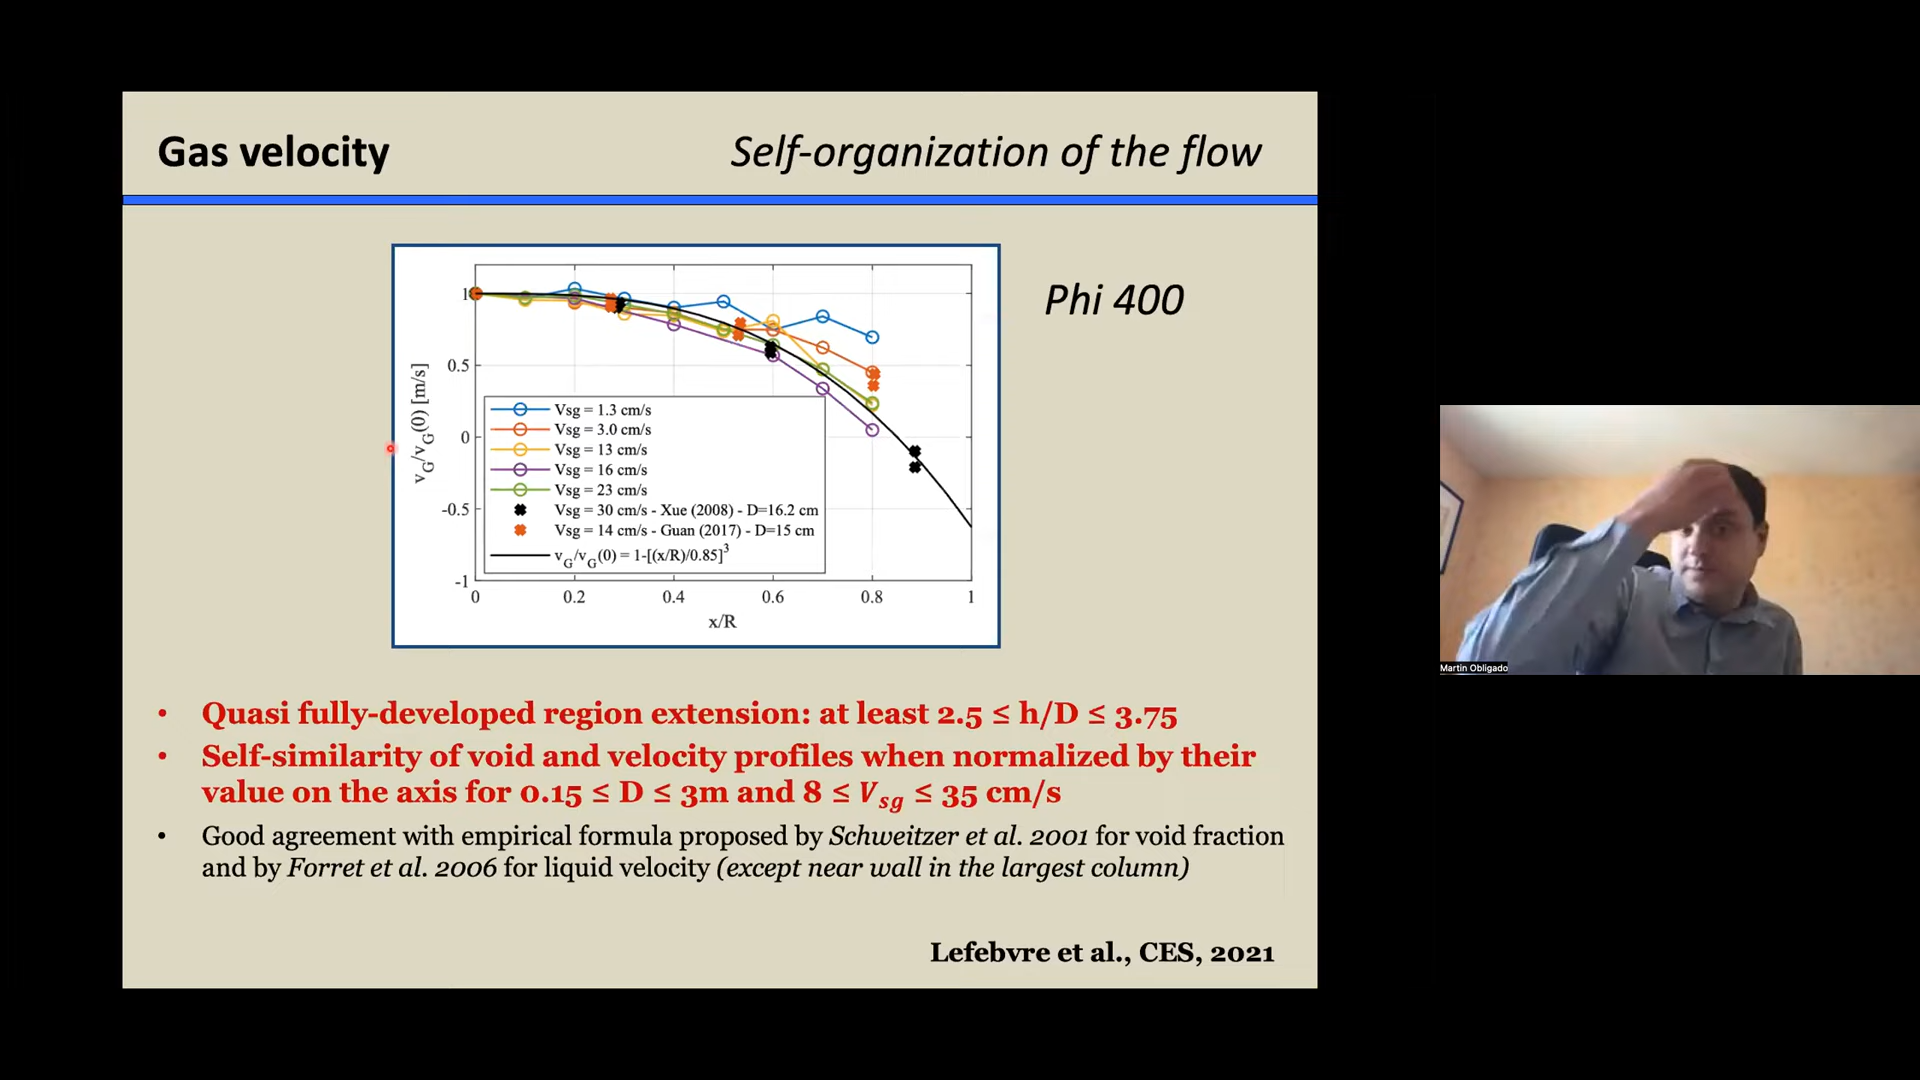 Gas velocity
Self-organization of the flow
Phi 400
1
0.5
0
-0.5
-1
v_G/v_G(0) [m/s]
Vsg = 1.3 cm/s
Vsg = 3.0 cm/s
Vsg = 13 cm/s
Vsg = 16 cm/s
Vsg = 23 cm/s
Vsg = 30 cm/s - Xue (2008) - D=16.2 cm
Vsg = 14 cm/s - Guan (2017) - D=15 cm
v_G/v_G(0) = 1-[(x/R)/0.85]^3
0 0.2 0.4 0.6 0.8 1
x/R
• Quasi fully-developed region extension: at least 2.5 ≤ h/D ≤ 3.75
• Self-similarity of void and velocity profiles when normalized by their
value on the axis for 0.15 ≤ D ≤ 3m and 8 ≤ V_sg ≤ 35 cm/s
• Good agreement with empirical formula proposed by Schweitzer et al. 2001 for void fraction
and by Forret et al. 2006 for liquid velocity (except near wall in the largest column)
Lefebvre et al., CES, 2021
Martin Obligado